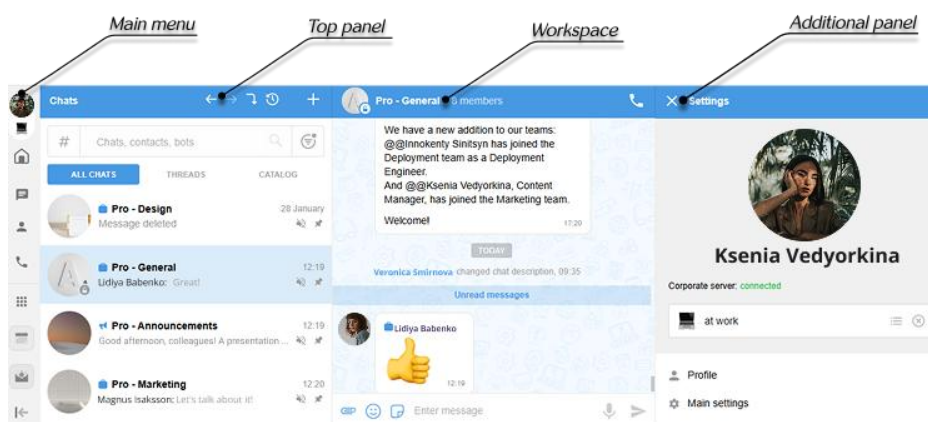 Main menu
Top panel
Workspace
Additional panel
Chats
Pro - General 8 members
Settings
# Chats, contacts, bots
ALL CHATS THREADS CATALOG
Pro - Design 28 January
Message deleted
Pro - General 12:19
Lidiya Babenko: Great!
Pro - Announcements 12:19
Good afternoon, colleagues! A presentation ...
Pro - Marketing 12:20
Magnus Isaksson: Let's talk about it!
We have a new addition to our teams:
@@Innokenty Sinitsyn has joined the
Deployment team as a Deployment
Engineer.
And @@Ksenia Vedyorkina, Content
Manager, has joined the Marketing team.
Welcome! 17:20
TODAY
Veronica Smirnova changed chat description, 09:35
Unread messages
Lidiya Babenko
12:19
Enter message
Ksenia Vedyorkina
Corporate server: connected
at work
Profile
Main settings